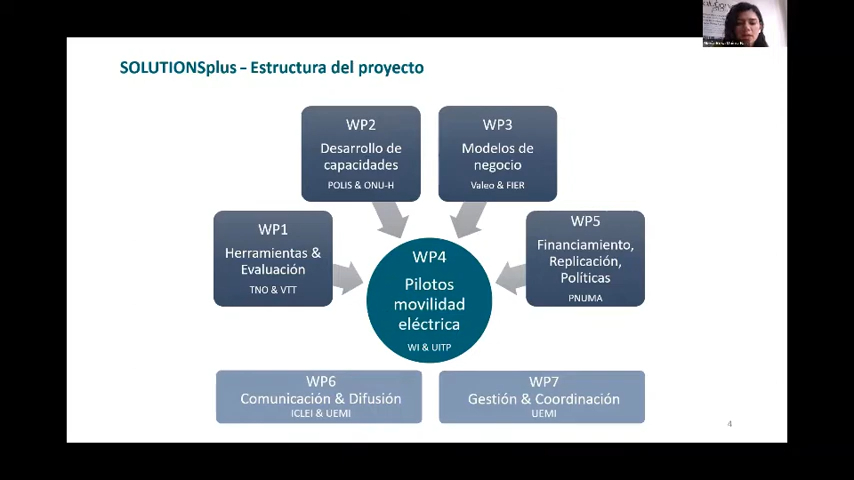 SOLUTIONSplus – Estructura del proyecto
WP2
Desarrollo de
capacidades
POLIS & ONU-H
WP3
Modelos de
negocio
Valeo & FIER
WP1
Herramientas &
Evaluación
TNO & VTT
WP4
Pilotos
movilidad
eléctrica
WI & UITP
WP5
Financiamiento,
Replicación,
Políticas
PNUMA
WP6
Comunicación & Difusión
ICLEI & UEMI
WP7
Gestión & Coordinación
UEMI
4